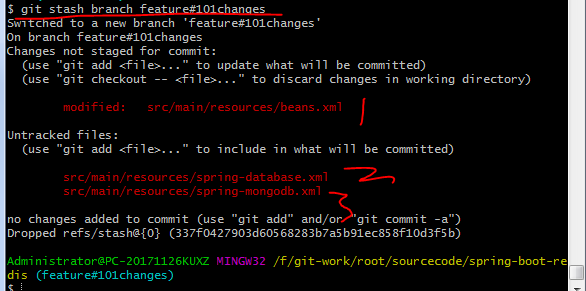 $ git stash branch feature#101changes
Switched to a new branch 'feature#101changes'
On branch feature#101changes
Changes not staged for commit:
  (use "git add <file>..." to update what will be committed)
  (use "git checkout -- <file>..." to discard changes in working directory)
        modified:   src/main/resources/beans.xml
Untracked files:
  (use "git add <file>..." to include in what will be committed)
        src/main/resources/spring-database.xml
        src/main/resources/spring-mongodb.xml
no changes added to commit (use "git add" and/or "git commit -a")
Dropped refs/stash@{0} (337f0427903d60568283b7a5b91ec858f10d3f5b)
Administrator@PC-20171126KUXZ MINGW32 /f/git-work/root/sourcecode/spring-boot-re
dis (feature#101changes)
$